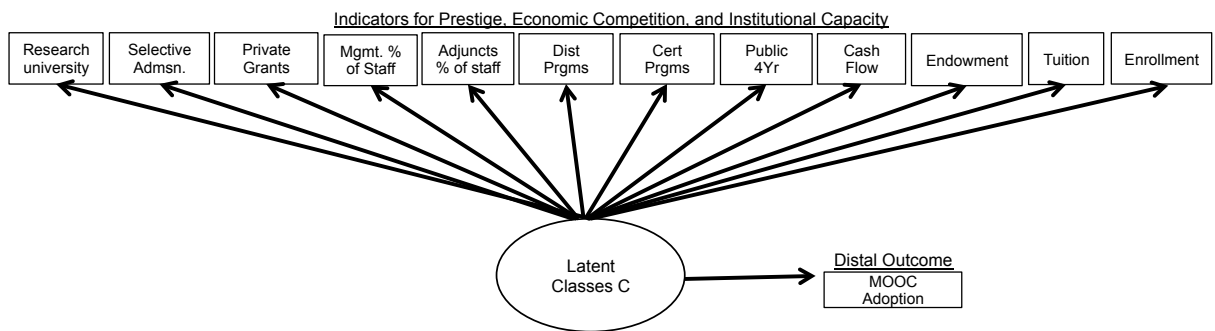 Indicators for Prestige, Economic Competition, and Institutional Capacity
Research
university
Selective
Admsn.
Private
Grants
Mgmt. %
of Staff
Adjuncts
% of staff
Dist
Prgms
Cert
Prgms
Public
4Yr
Cash
Flow
Endowment
Tuition
Enrollment
Latent
Classes C
Distal Outcome
MOOC
Adoption